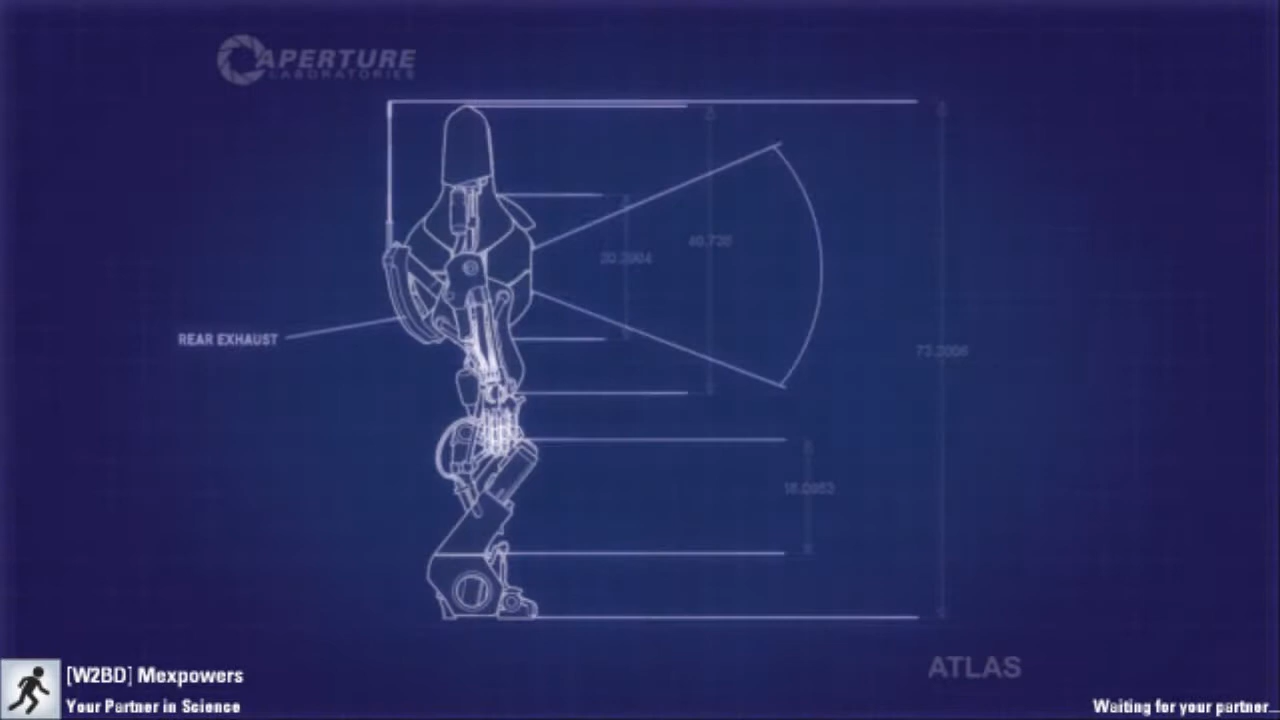 APERTURE
LABORATORIES
REAR EXHAUST
ATLAS
[W2BD] Mexpowers
Your Partner in Science
Waiting for your partner...